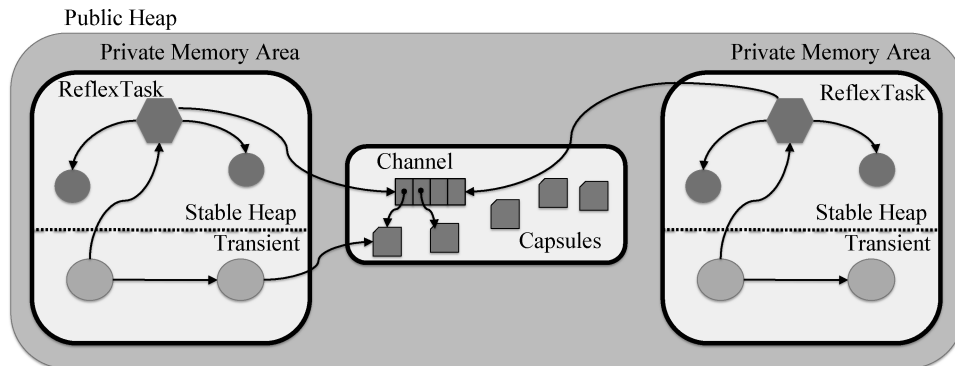 Public Heap
Private Memory Area
ReflexTask
Stable Heap
Transient
Channel
Capsules
Private Memory Area
ReflexTask
Stable Heap
Transient